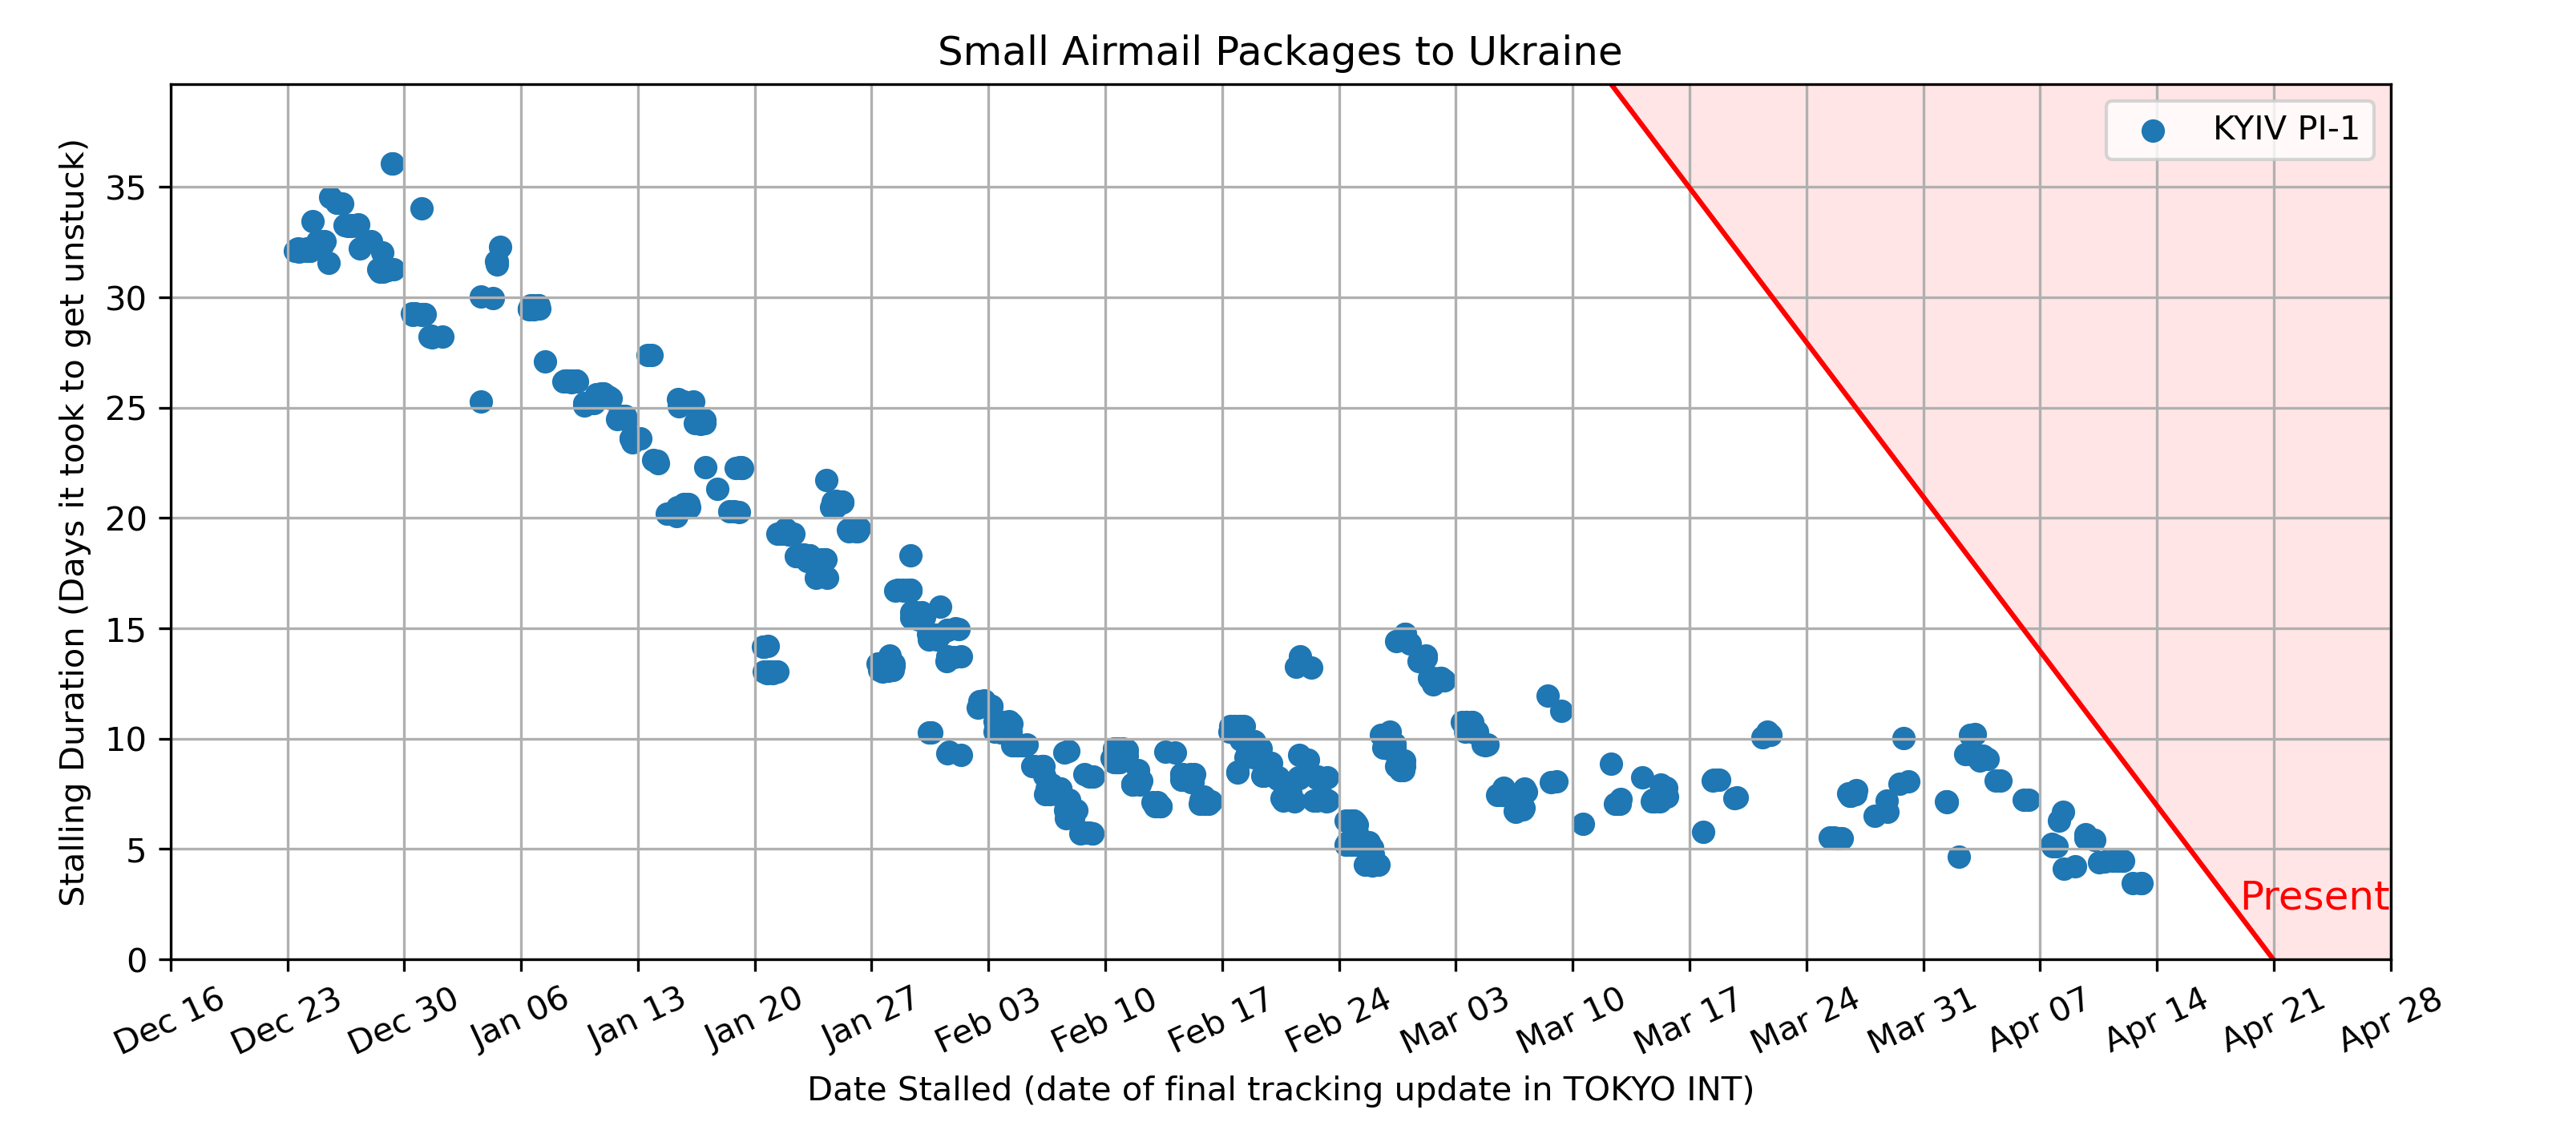 Small Airmail Packages to Ukraine
KYIV PI-1
Stalling Duration (Days it took to get unstuck)
35
30
25
20
15
10
5
0
Present
Dec 16
Dec 23
Dec 30
Jan 06
Jan 13
Jan 20
Jan 27
Feb 03
Feb 10
Feb 17
Feb 24
Mar 03
Mar 10
Mar 17
Mar 24
Mar 31
Apr 07
Apr 14
Apr 21
Apr 28
Date Stalled (date of final tracking update in TOKYO INT)